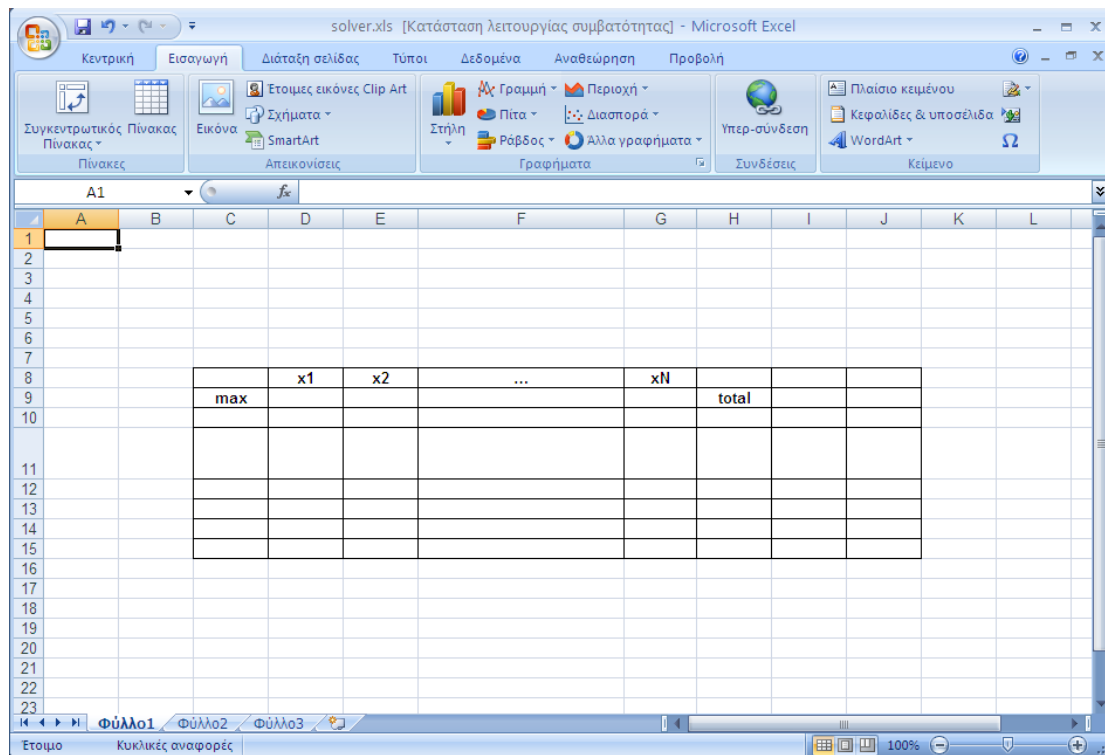 solver.xls [Κατάσταση λειτουργίας συμβατότητας] - Microsoft Excel
Κεντρική Εισαγωγή Διάταξη σελίδας Τύποι Δεδομένα Αναθεώρηση Προβολή
Συγκεντρωτικός Πίνακας
Πίνακας
Πίνακες
Εικόνα
Έτοιμες εικόνες Clip Art
Σχήματα
SmartArt
Απεικονίσεις
Στήλη
Γραμμή Περιοχή
Πίτα Διασπορά
Ράβδος Άλλα γραφήματα
Γραφήματα
Υπερ-σύνδεση
Συνδέσεις
Πλαίσιο κειμένου
Κεφαλίδες & υποσέλιδα
WordArt Ω
Κείμενο
A1 fx
A B C D E F G H I J K L
1
2
3
4
5
6
7
8 x1 x2 ... xN
9 max total
10
11
12
13
14
15
16
17
18
19
20
21
22
23
Φύλλο1 Φύλλο2 Φύλλο3
Έτοιμο Κυκλικές αναφορές 100%